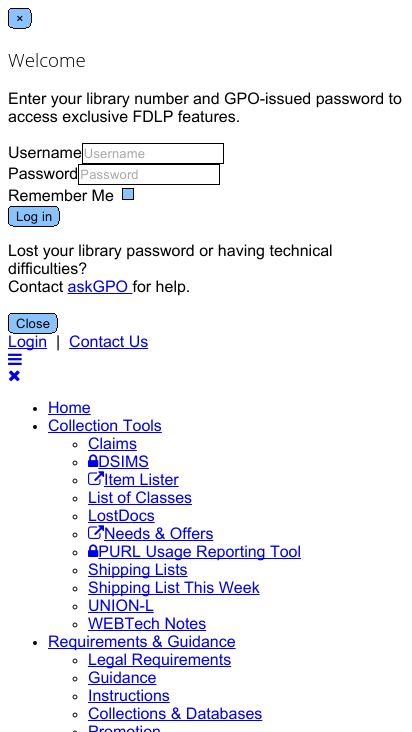 ×
Welcome
Enter your library number and GPO-issued password to
access exclusive FDLP features.
Username Username
Password Password
Remember Me
Log in
Lost your library password or having technical
difficulties?
Contact askGPO for help.
Close
Login | Contact Us
Home
Collection Tools
Claims
DSIMS
Item Lister
List of Classes
LostDocs
Needs & Offers
PURL Usage Reporting Tool
Shipping Lists
Shipping List This Week
UNION-L
WEBTech Notes
Requirements & Guidance
Legal Requirements
Guidance
Instructions
Collections & Databases
Promotion